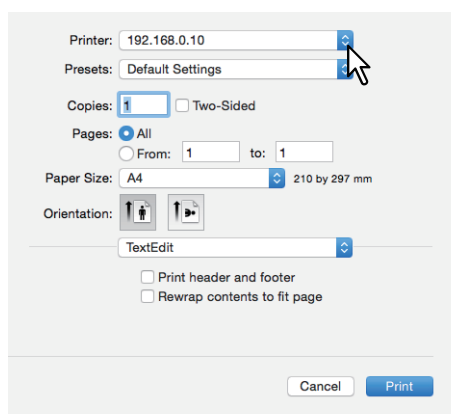 Printer: 192.168.0.10
Presets: Default Settings
Copies: 1 Two-Sided
Pages: All
From: 1 to: 1
Paper Size: A4 210 by 297 mm
Orientation:
TextEdit
Print header and footer
Rewrap contents to fit page
Cancel Print